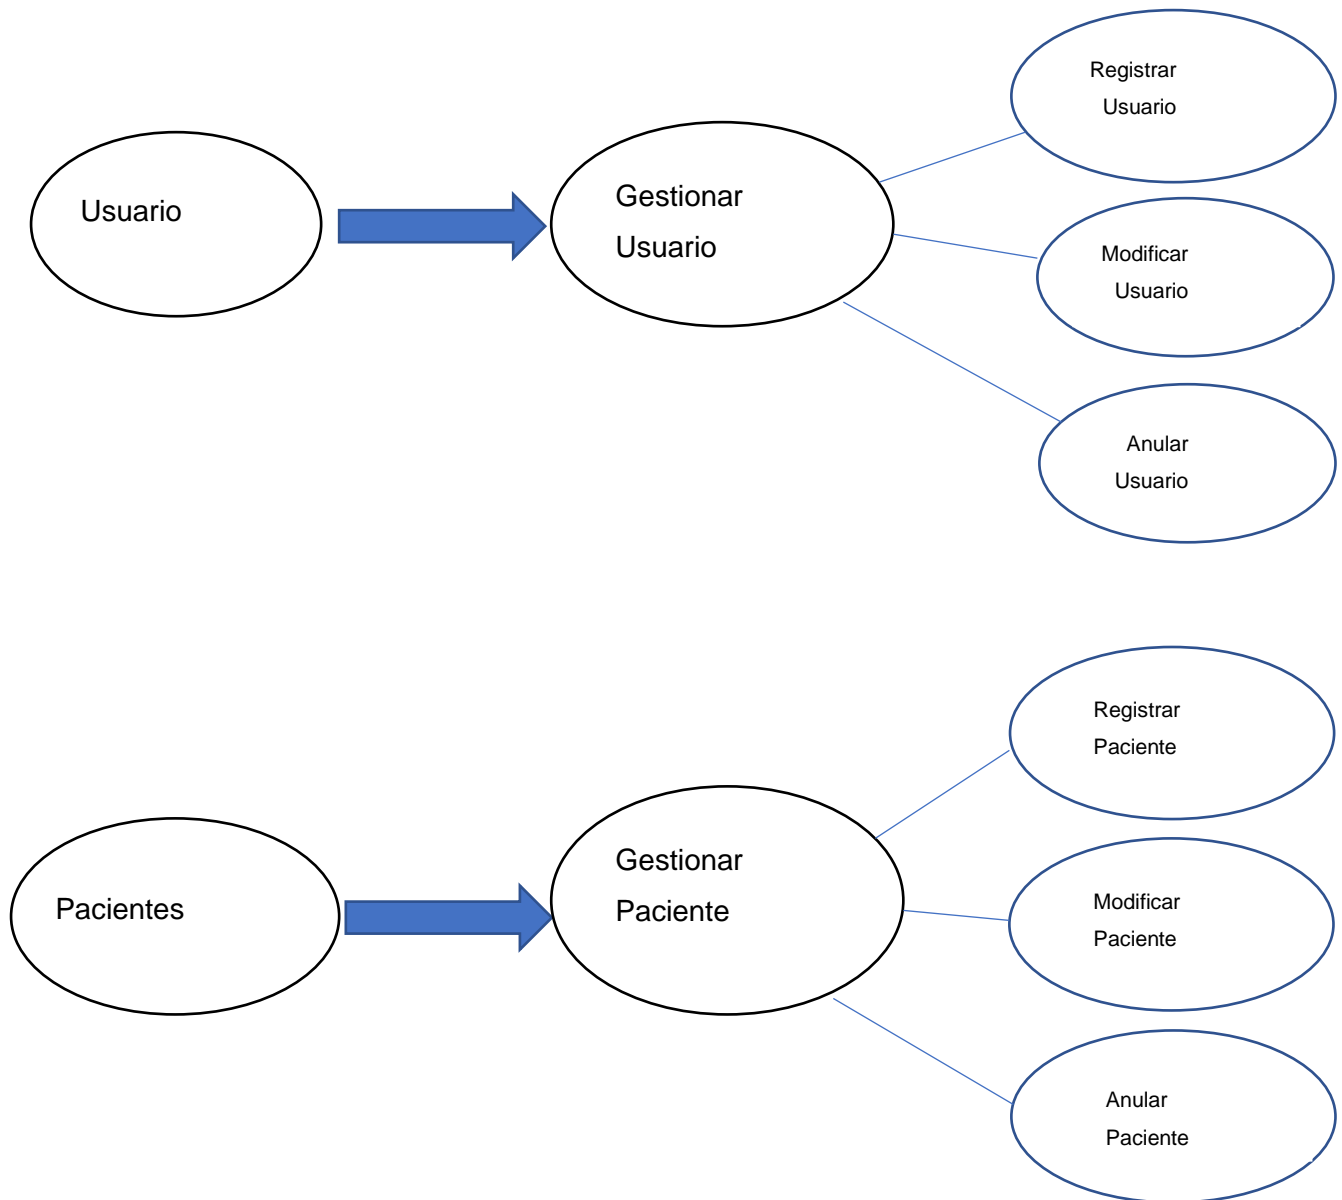 Usuario
Gestionar
Usuario
Registrar
Usuario
Modificar
Usuario
Anular
Usuario
Pacientes
Gestionar
Paciente
Registrar
Paciente
Modificar
Paciente
Anular
Paciente